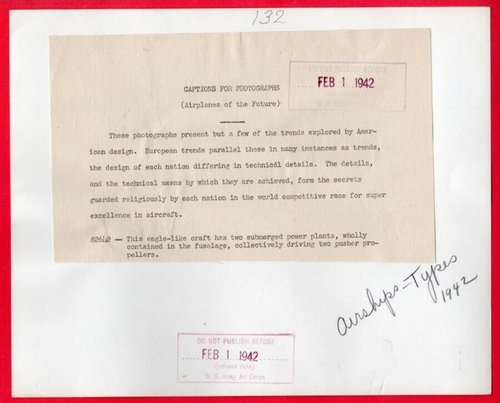 132
DO NOT PUBLISH BEFORE
FEB 1 1942
U. S. Army Air Corps
CAPTIONS FOR PHOTOGRAPHS
(Airplanes of the Future)
These photographs present but a few of the trends explored by Amer-
ican design. European trends parallel these in many instances as trends,
the design of each nation differing in technical details. The details,
and the technical means by which they are achieved, form the secrets
guarded religiously by each nation in the world competitive race for super
excellence in aircraft.
82642 - This eagle-like craft has two submerged power plants, wholly
contained in the fuselage, collectively driving two pusher pro-
pellers.
Airships-Types
1942
DO NOT PUBLISH BEFORE
FEB 1 1942
(release date)
U. S. Army Air Corps